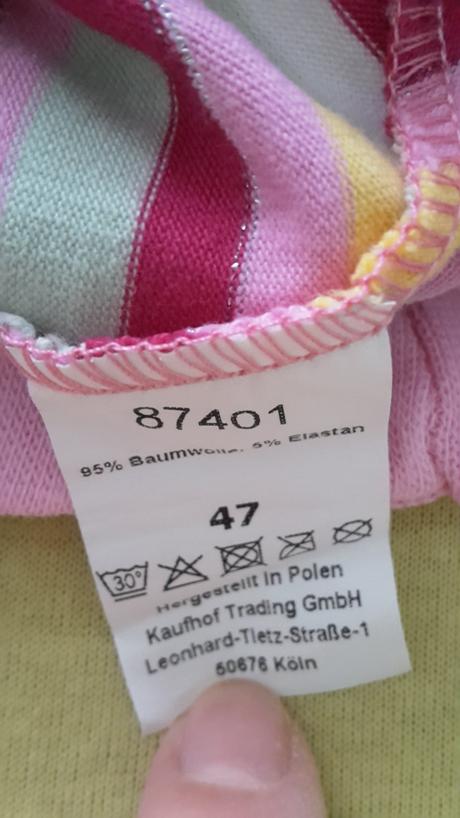 87401
95% Baumwolle, 5% Elastan
47
30°
Hergestellt in Polen
Kaufhof Trading GmbH
Leonhard-Tietz-Straße-1
50676 Köln